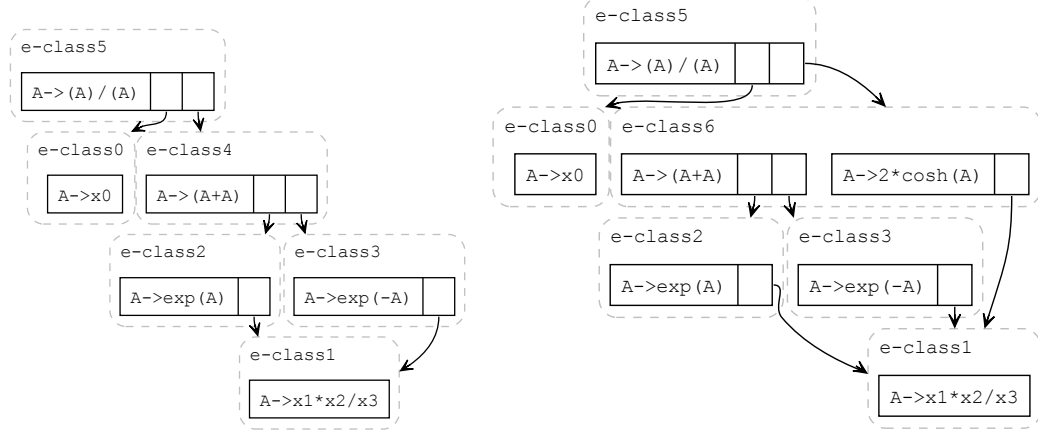 e-class5
A->(A)/(A)
e-class0
e-class4
A->x0
A->(A+A)
e-class2
e-class3
A->exp(A)
A->exp(-A)
e-class1
A->x1*x2/x3
e-class5
A->(A)/(A)
e-class0
e-class6
A->x0
A->(A+A)
A->2*cosh(A)
e-class2
e-class3
A->exp(A)
A->exp(-A)
e-class1
A->x1*x2/x3